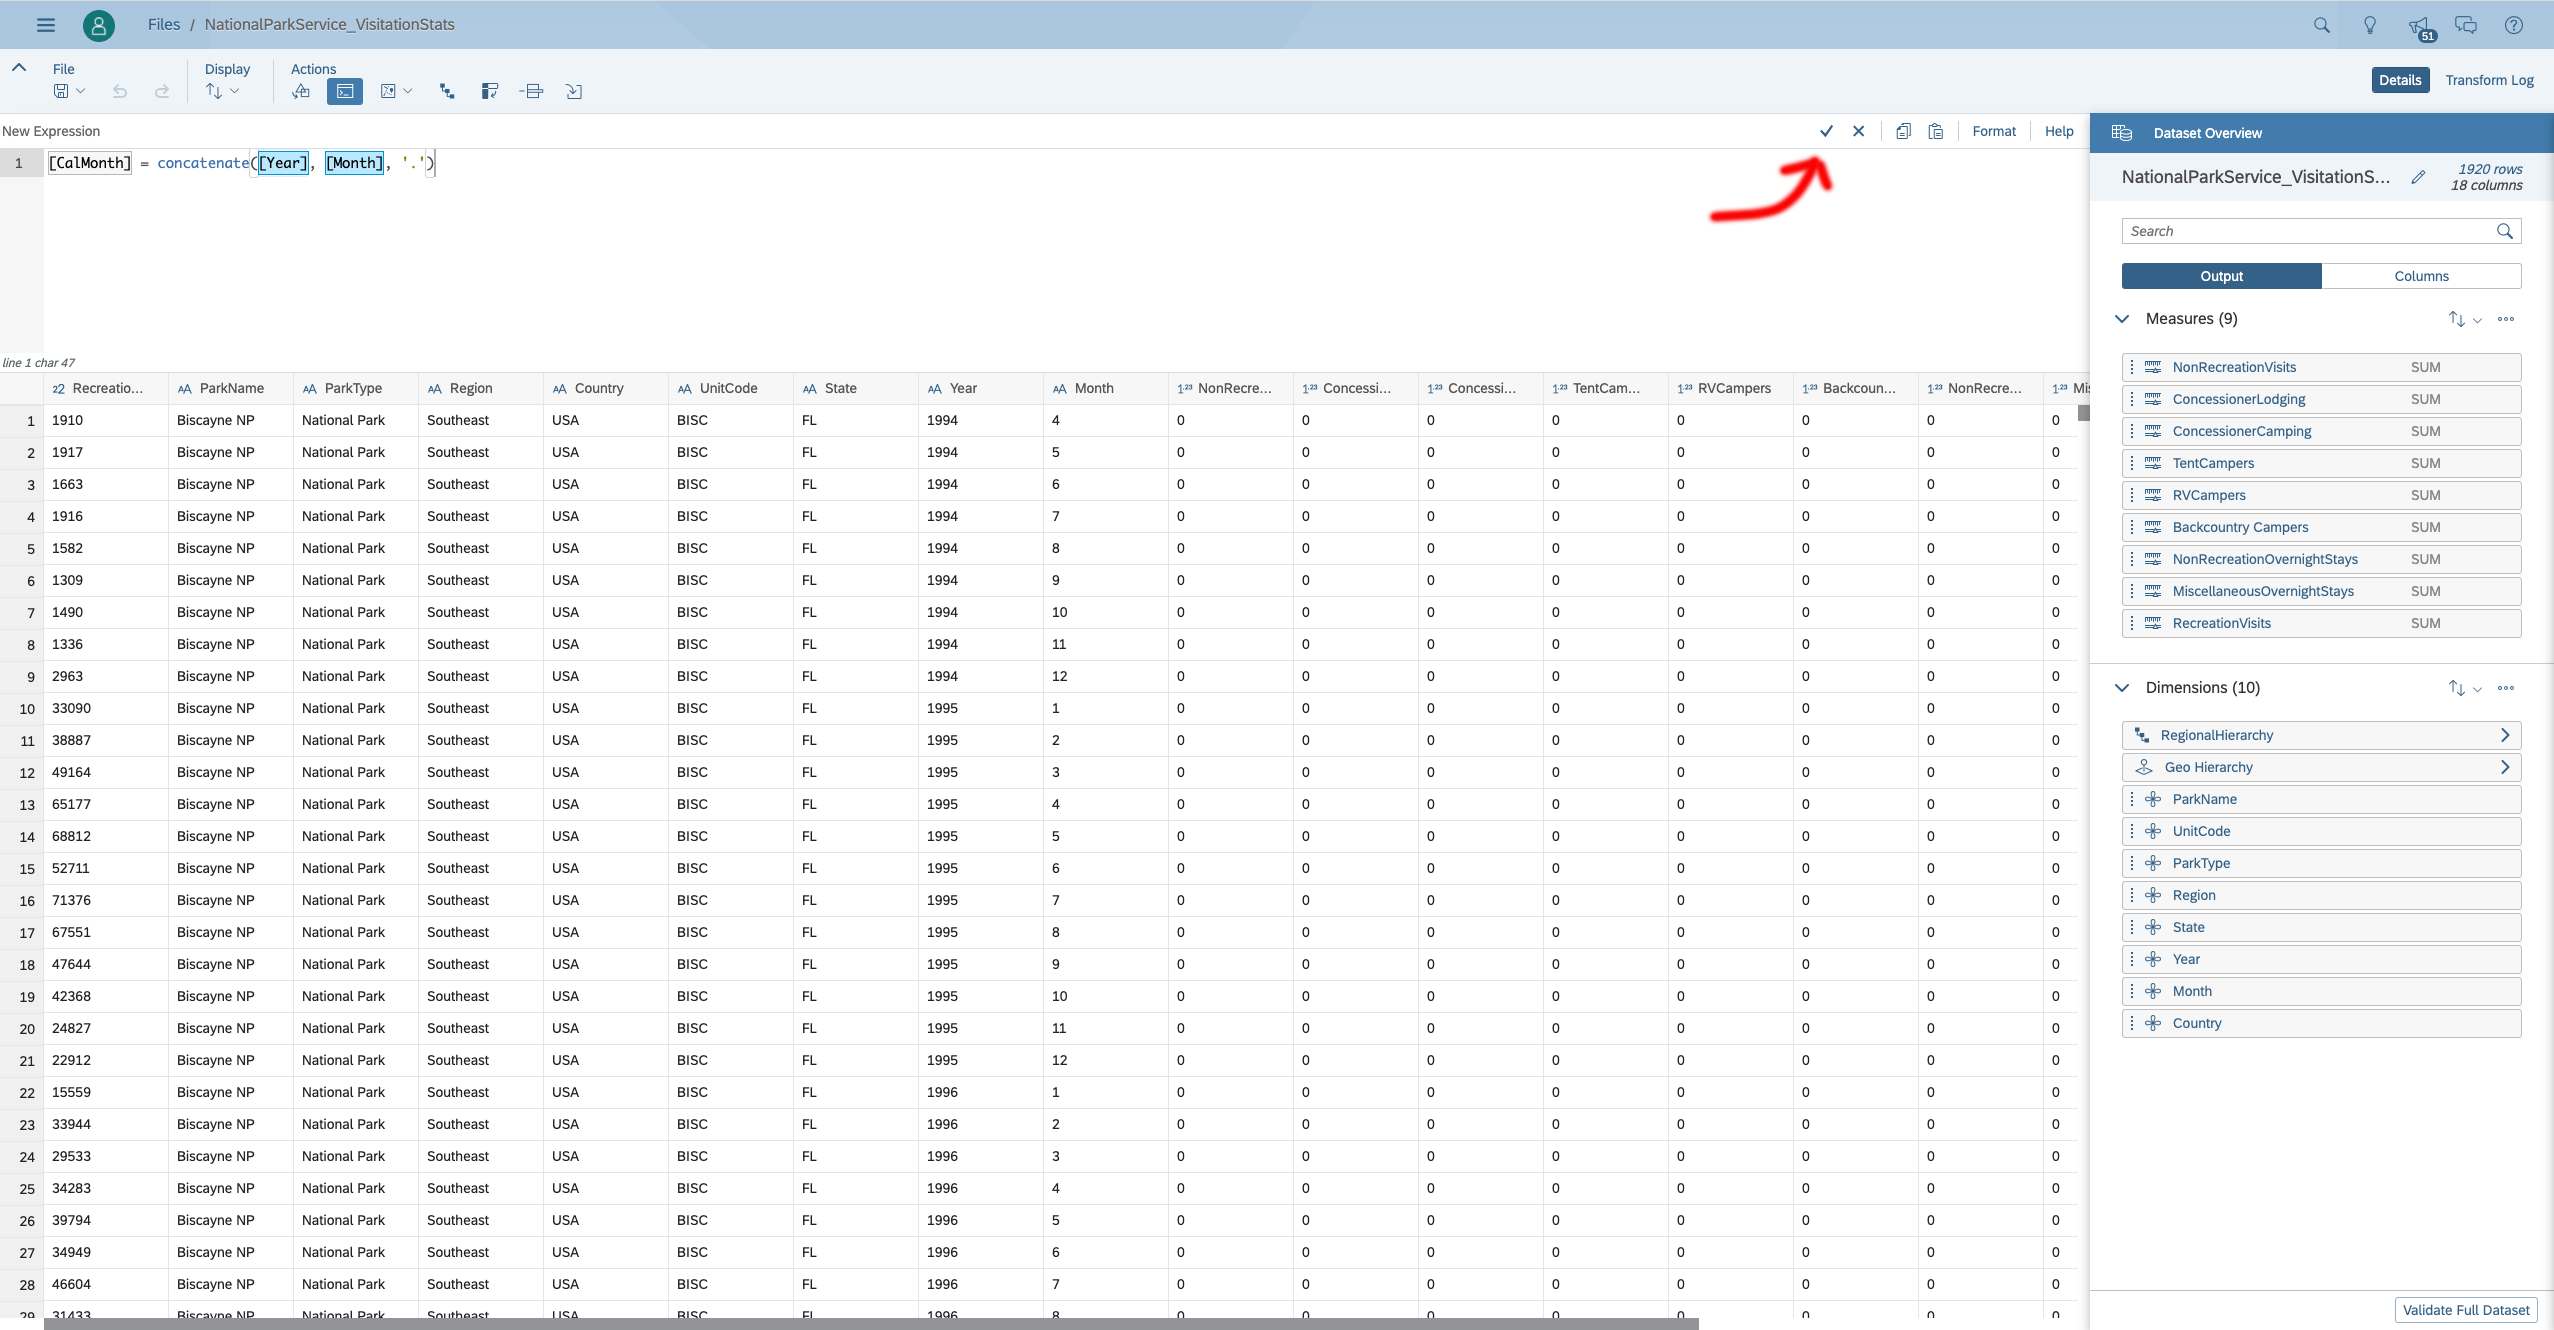 Files / NationalParkService_VisitationStats
51
File Display Actions
Details Transform Log
New Expression Format Help
1 [CalMonth] = concatenate([Year], [Month], '.')
line 1 char 47
Recreatio... ParkName ParkType Region Country UnitCode State Year Month NonRecre... Concessi... Concessi... TentCam... RVCampers Backcoun... NonRecre... Mis
1 1910 Biscayne NP National Park Southeast USA BISC FL 1994 4 0 0 0 0 0 0 0 0
2 1917 Biscayne NP National Park Southeast USA BISC FL 1994 5 0 0 0 0 0 0 0 0
3 1663 Biscayne NP National Park Southeast USA BISC FL 1994 6 0 0 0 0 0 0 0 0
4 1916 Biscayne NP National Park Southeast USA BISC FL 1994 7 0 0 0 0 0 0 0 0
5 1582 Biscayne NP National Park Southeast USA BISC FL 1994 8 0 0 0 0 0 0 0 0
6 1309 Biscayne NP National Park Southeast USA BISC FL 1994 9 0 0 0 0 0 0 0 0
7 1490 Biscayne NP National Park Southeast USA BISC FL 1994 10 0 0 0 0 0 0 0 0
8 1336 Biscayne NP National Park Southeast USA BISC FL 1994 11 0 0 0 0 0 0 0 0
9 2963 Biscayne NP National Park Southeast USA BISC FL 1994 12 0 0 0 0 0 0 0 0
10 33090 Biscayne NP National Park Southeast USA BISC FL 1995 1 0 0 0 0 0 0 0 0
11 38887 Biscayne NP National Park Southeast USA BISC FL 1995 2 0 0 0 0 0 0 0 0
12 49164 Biscayne NP National Park Southeast USA BISC FL 1995 3 0 0 0 0 0 0 0 0
13 65177 Biscayne NP National Park Southeast USA BISC FL 1995 4 0 0 0 0 0 0 0 0
14 68812 Biscayne NP National Park Southeast USA BISC FL 1995 5 0 0 0 0 0 0 0 0
15 52711 Biscayne NP National Park Southeast USA BISC FL 1995 6 0 0 0 0 0 0 0 0
16 71376 Biscayne NP National Park Southeast USA BISC FL 1995 7 0 0 0 0 0 0 0 0
17 67551 Biscayne NP National Park Southeast USA BISC FL 1995 8 0 0 0 0 0 0 0 0
18 47644 Biscayne NP National Park Southeast USA BISC FL 1995 9 0 0 0 0 0 0 0 0
19 42368 Biscayne NP National Park Southeast USA BISC FL 1995 10 0 0 0 0 0 0 0 0
20 24827 Biscayne NP National Park Southeast USA BISC FL 1995 11 0 0 0 0 0 0 0 0
21 22912 Biscayne NP National Park Southeast USA BISC FL 1995 12 0 0 0 0 0 0 0 0
22 15559 Biscayne NP National Park Southeast USA BISC FL 1996 1 0 0 0 0 0 0 0 0
23 33944 Biscayne NP National Park Southeast USA BISC FL 1996 2 0 0 0 0 0 0 0 0
24 29533 Biscayne NP National Park Southeast USA BISC FL 1996 3 0 0 0 0 0 0 0 0
25 34283 Biscayne NP National Park Southeast USA BISC FL 1996 4 0 0 0 0 0 0 0 0
26 39794 Biscayne NP National Park Southeast USA BISC FL 1996 5 0 0 0 0 0 0 0 0
27 34949 Biscayne NP National Park Southeast USA BISC FL 1996 6 0 0 0 0 0 0 0 0
28 46604 Biscayne NP National Park Southeast USA BISC FL 1996 7 0 0 0 0 0 0 0 0
29 31433 Biscayne NP National Park Southeast USA BISC FL 1996 8 0 0 0 0 0 0 0 0
Dataset Overview
NationalParkService_VisitationS...
1920 rows
18 columns
Search
Output Columns
Measures (9)
NonRecreationVisits SUM
ConcessionerLodging SUM
ConcessionerCamping SUM
TentCampers SUM
RVCampers SUM
Backcountry Campers SUM
NonRecreationOvernightStays SUM
MiscellaneousOvernightStays SUM
RecreationVisits SUM
Dimensions (10)
RegionalHierarchy
Geo Hierarchy
ParkName
UnitCode
ParkType
Region
State
Year
Month
Country
Validate Full Dataset